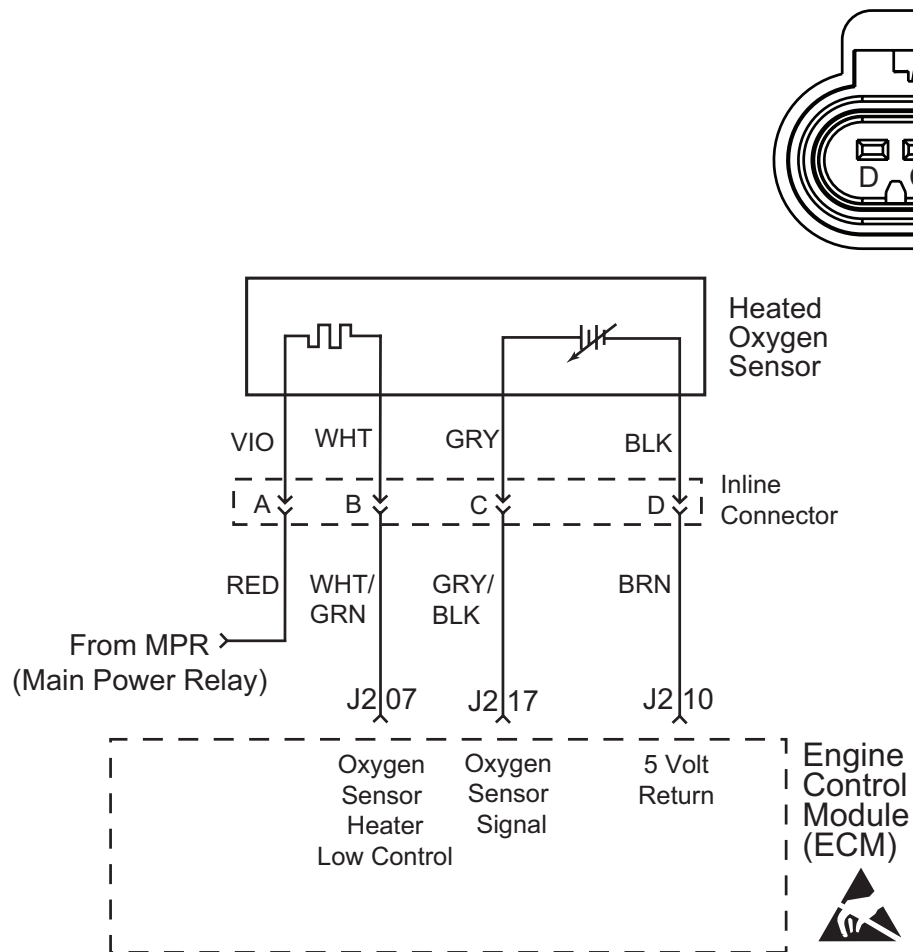 D C
Heated
Oxygen
Sensor
VIO WHT GRY BLK
A B C D
Inline
Connector
RED WHT/
GRN GRY/
BLK BRN
From MPR
(Main Power Relay)
J2 07 J2 17 J2 10
Oxygen
Sensor
Heater
Low Control
Oxygen
Sensor
Signal
5 Volt
Return
Engine
Control
Module
(ECM)